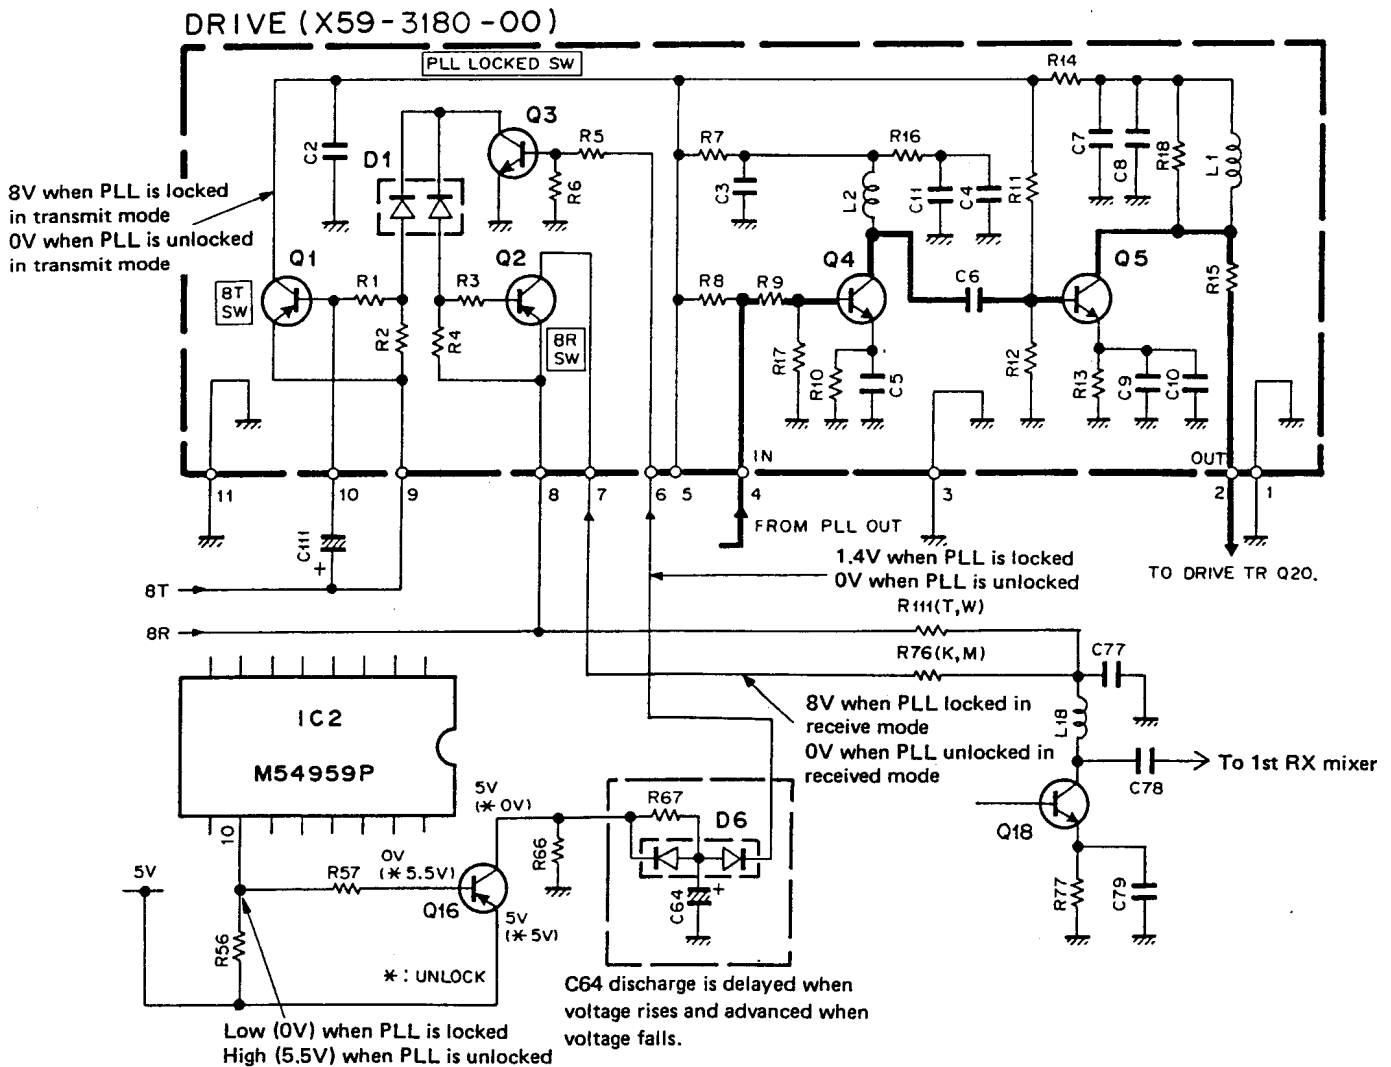 DRIVE (X59-3180-00)
PLL LOCKED SW
R14
Q3
R5
R7
R16
C7
C8
R18
L1
C2
D1
R6
C3
L2
C11
C4
R11
8V when PLL is locked
in transmit mode
0V when PLL is unlocked
in transmit mode
Q1
Q2
Q4
Q5
8T
SW
R1
R3
R8
R9
C6
R15
R2
R4
8R
SW
R17
R10
C5
R12
R13
C9
C10
IN
OUT
11
10
9
8
7
6
5
4
3
2
1
C111
+
FROM PLL OUT
1.4V when PLL is locked
0V when PLL is unlocked
TO DRIVE TR Q20.
8T
R111(T,W)
8R
R76(K,M)
C77
IC2
M54959P
8V when PLL locked in
receive mode
0V when PLL unlocked in
received mode
L18
To 1st RX mixer
C78
5V
(* 0V)
R67
D6
Q18
10
R66
5V
R57
0V
(* 5.5V)
Q16
C64
+
R77
C79
R56
5V
(* 5V)
* : UNLOCK
C64 discharge is delayed when
voltage rises and advanced when
voltage falls.
Low (0V) when PLL is locked
High (5.5V) when PLL is unlocked